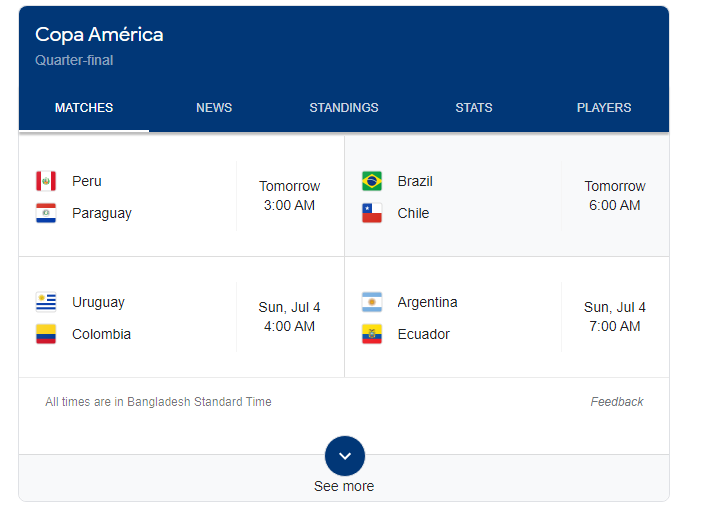 Copa América
Quarter-final
MATCHES NEWS STANDINGS STATS PLAYERS
Peru
Paraguay
Tomorrow
3:00 AM
Brazil
Chile
Tomorrow
6:00 AM
Uruguay
Colombia
Sun, Jul 4
4:00 AM
Argentina
Ecuador
Sun, Jul 4
7:00 AM
All times are in Bangladesh Standard Time
Feedback
See more